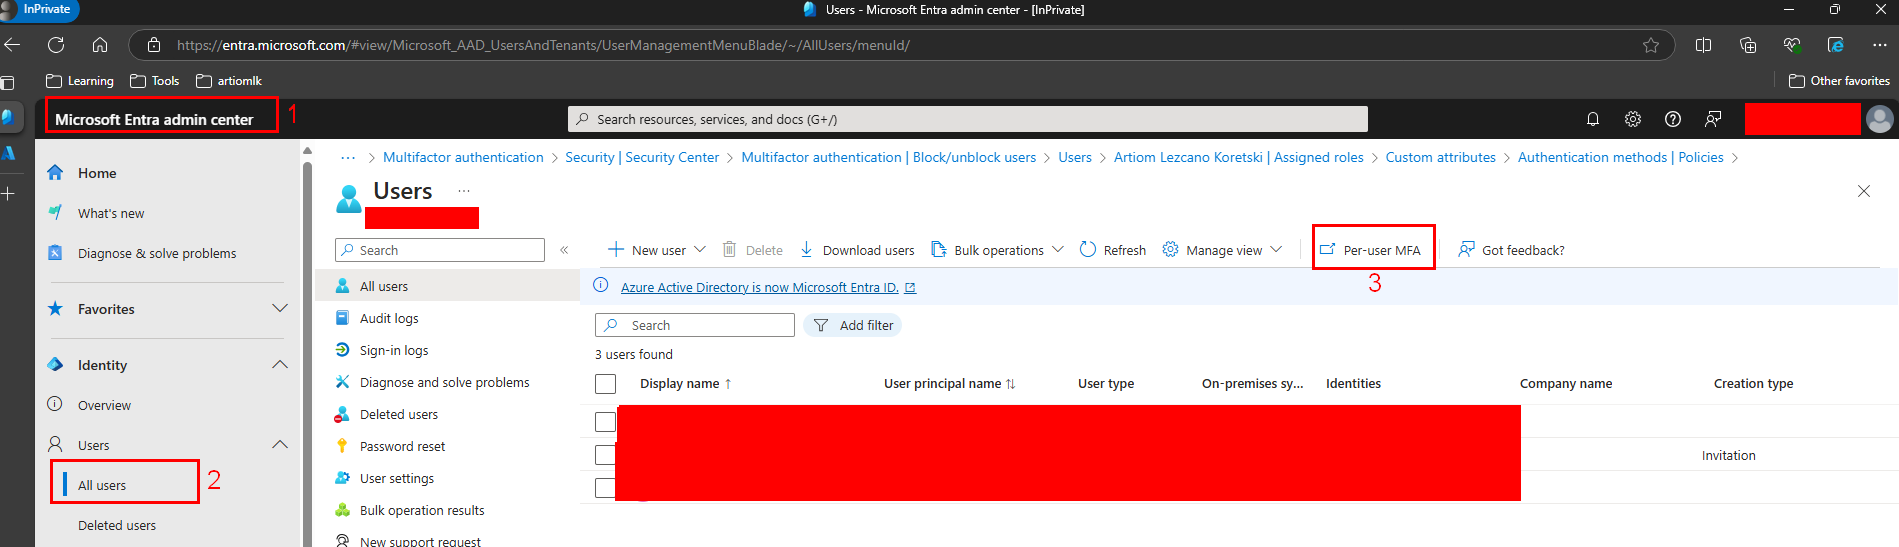 InPrivate
Users - Microsoft Entra admin center - [InPrivate]
https://entra.microsoft.com/#view/Microsoft_AAD_UsersAndTenants/UserManagementMenuBlade/~/AllUsers/menuId/
Learning Tools artiomlk Other favorites
Microsoft Entra admin center 1 Search resources, services, and docs (G+/)
Home
What's new
Diagnose & solve problems
Favorites
Identity
Overview
Users
All users 2
Deleted users
... > Multifactor authentication > Security | Security Center > Multifactor authentication | Block/unblock users > Users > Artiom Lezcano Koretski | Assigned roles > Custom attributes > Authentication methods | Policies >
Users ...
Search «
All users
Audit logs
Sign-in logs
Diagnose and solve problems
Deleted users
Password reset
User settings
Bulk operation results
New support request
New user Delete Download users Bulk operations Refresh Manage view Per-user MFA Got feedback?
3
Azure Active Directory is now Microsoft Entra ID.
Search Add filter
3 users found
Display name ↑ User principal name ↑↓ User type On-premises sy... Identities Company name Creation type
Invitation